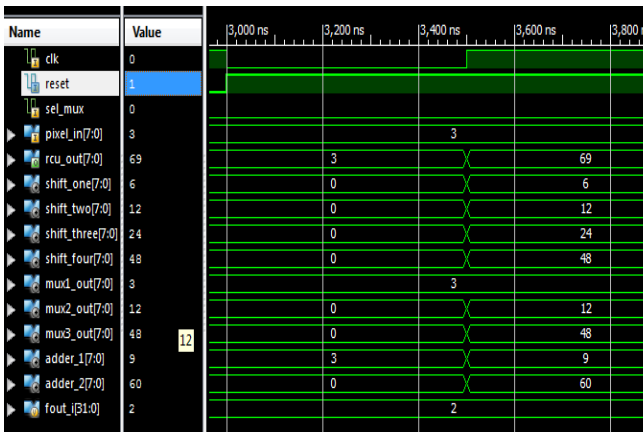 Name Value 3,000 ns 3,200 ns 3,400 ns 3,600 ns 3,800
clk 0
reset 1
sel_mux 0
pixel_in[7:0] 3 3
rcu_out[7:0] 69 3 69
shift_one[7:0] 6 0 6
shift_two[7:0] 12 0 12
shift_three[7:0] 24 0 24
shift_four[7:0] 48 0 48
mux1_out[7:0] 3 3
mux2_out[7:0] 12 0 12
mux3_out[7:0] 48 12 0 48
adder_1[7:0] 9 3 9
adder_2[7:0] 60 0 60
fout_i[31:0] 2 2